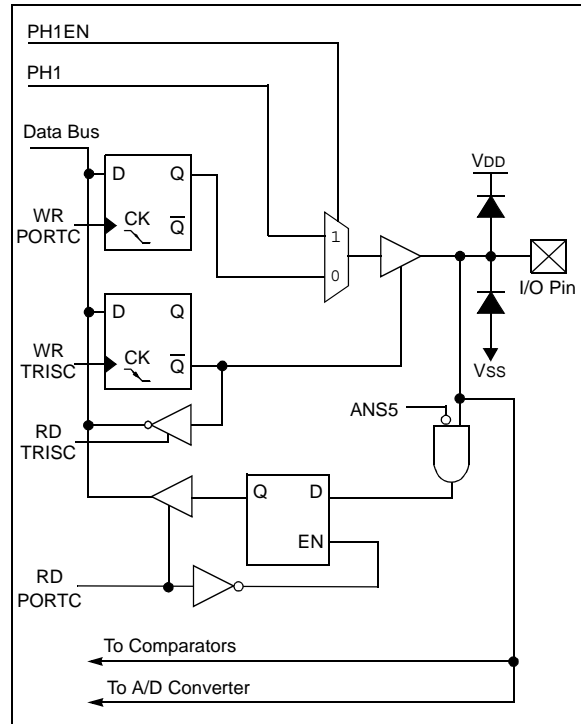 PH1EN
PH1
Data Bus
D Q
WR
PORTC
CK
Q
1
0
VDD
I/O Pin
VSS
D Q
WR
TRISC
CK
Q
RD
TRISC
ANS5
Q D
EN
RD
PORTC
To Comparators
To A/D Converter